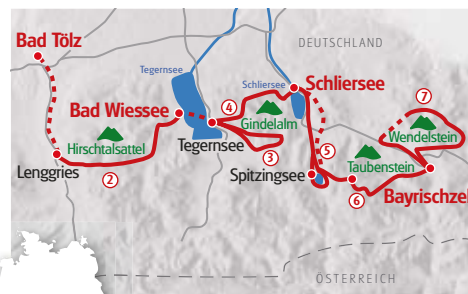 Bad Tölz
DEUTSCHLAND
Tegernsee
Schliersee
Schliersee
⑦
Bad Wiessee
④
Gindelalm
Wendelstein
Hirschtalsattel
Tegernsee
③
Lenggries
②
Spitzingsee
⑤
Taubenstein
⑥
Bayrischzel
ÖSTERREICH